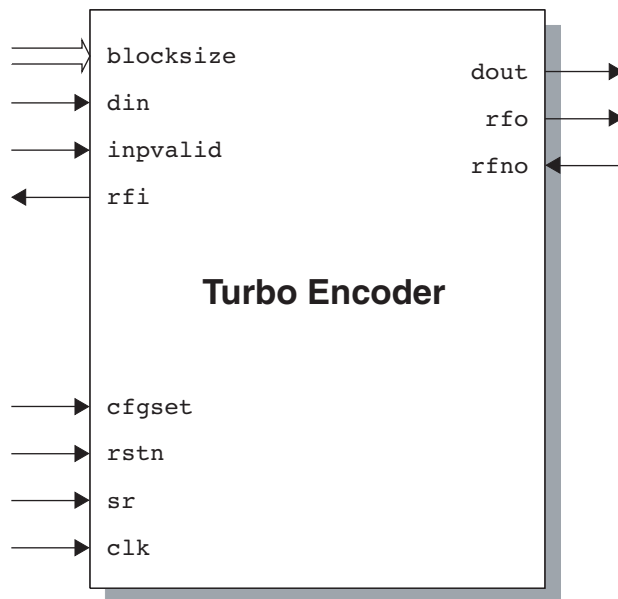 blocksize
din
inpvalid
rfi
dout
rfo
rfno
Turbo Encoder
cfgset
rstn
sr
clk